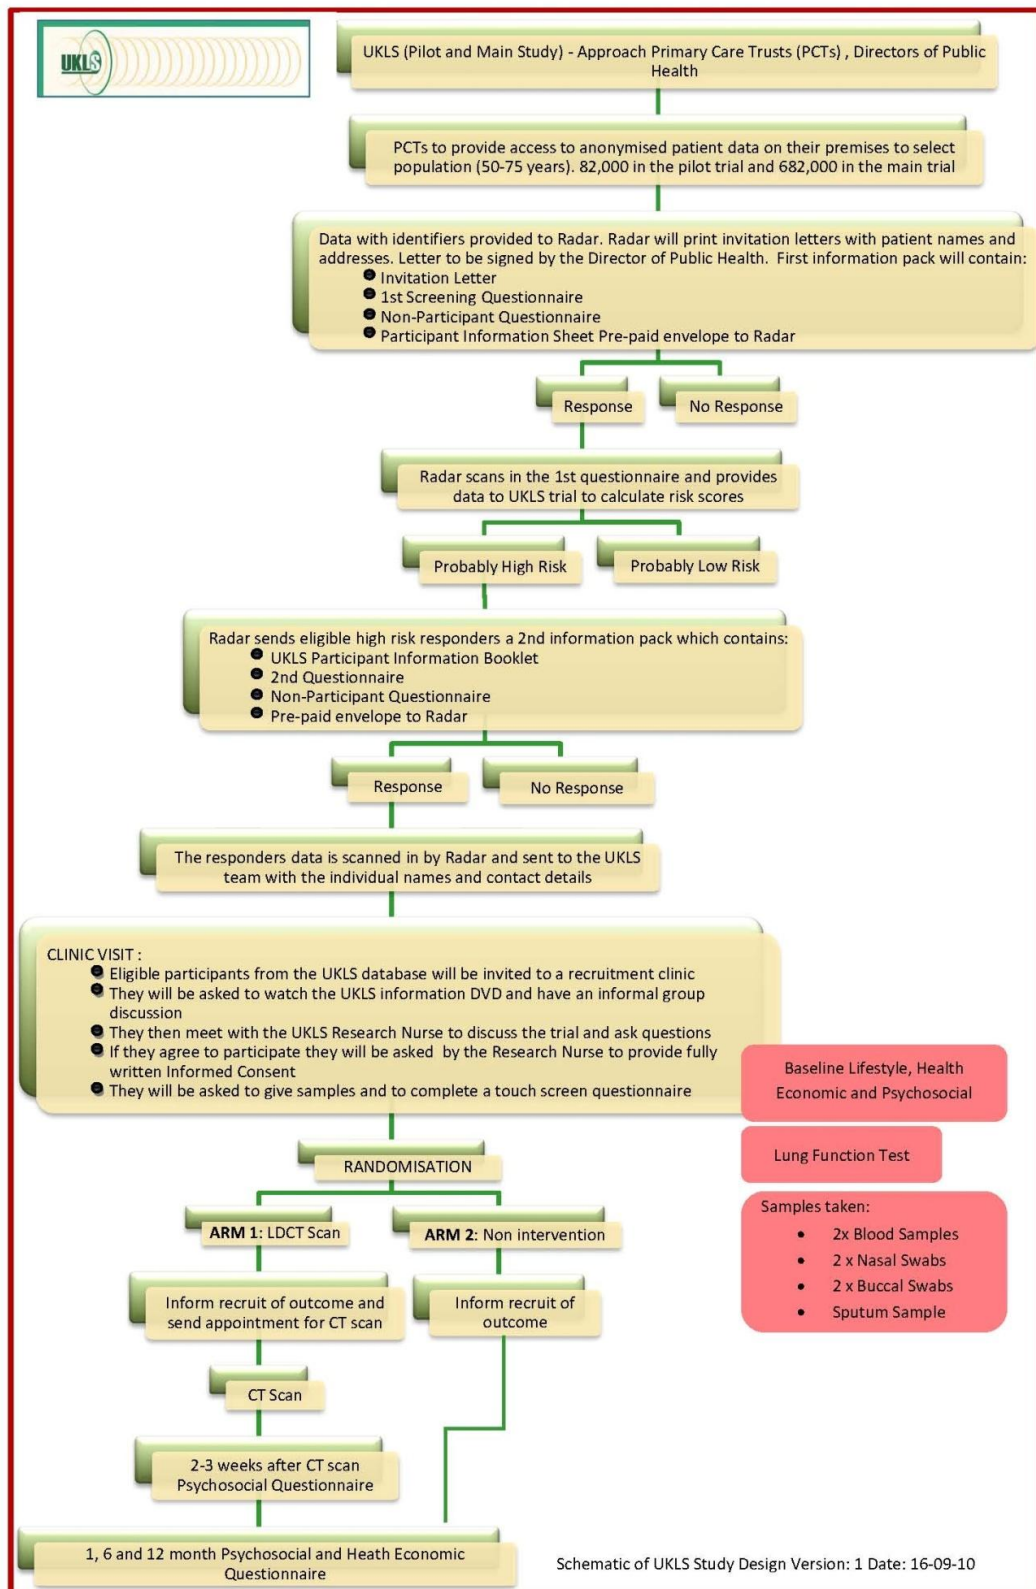 UKLS
UKLS (Pilot and Main Study) - Approach Primary Care Trusts (PCTs) , Directors of Public
Health
PCTs to provide access to anonymised patient data on their premises to select
population (50-75 years). 82,000 in the pilot trial and 682,000 in the main trial
Data with identifiers provided to Radar. Radar will print invitation letters with patient names and
addresses. Letter to be signed by the Director of Public Health. First information pack will contain:
Invitation Letter
1st Screening Questionnaire
Non-Participant Questionnaire
Participant Information Sheet Pre-paid envelope to Radar
Response
No Response
Radar scans in the 1st questionnaire and provides
data to UKLS trial to calculate risk scores
Probably High Risk
Probably Low Risk
Radar sends eligible high risk responders a 2nd information pack which contains:
UKLS Participant Information Booklet
2nd Questionnaire
Non-Participant Questionnaire
Pre-paid envelope to Radar
Response
No Response
The responders data is scanned in by Radar and sent to the UKLS
team with the individual names and contact details
CLINIC VISIT :
Eligible participants from the UKLS database will be invited to a recruitment clinic
They will be asked to watch the UKLS information DVD and have an informal group
discussion
They then meet with the UKLS Research Nurse to discuss the trial and ask questions
If they agree to participate they will be asked by the Research Nurse to provide fully
written Informed Consent
They will be asked to give samples and to complete a touch screen questionnaire
Baseline Lifestyle, Health
Economic and Psychosocial
Lung Function Test
Samples taken:
• 2x Blood Samples
• 2 x Nasal Swabs
• 2 x Buccal Swabs
• Sputum Sample
RANDOMISATION
ARM 1: LDCT Scan
ARM 2: Non intervention
Inform recruit of outcome and
send appointment for CT scan
Inform recruit of
outcome
CT Scan
2-3 weeks after CT scan
Psychosocial Questionnaire
1, 6 and 12 month Psychosocial and Heath Economic
Questionnaire
Schematic of UKLS Study Design Version: 1 Date: 16-09-10